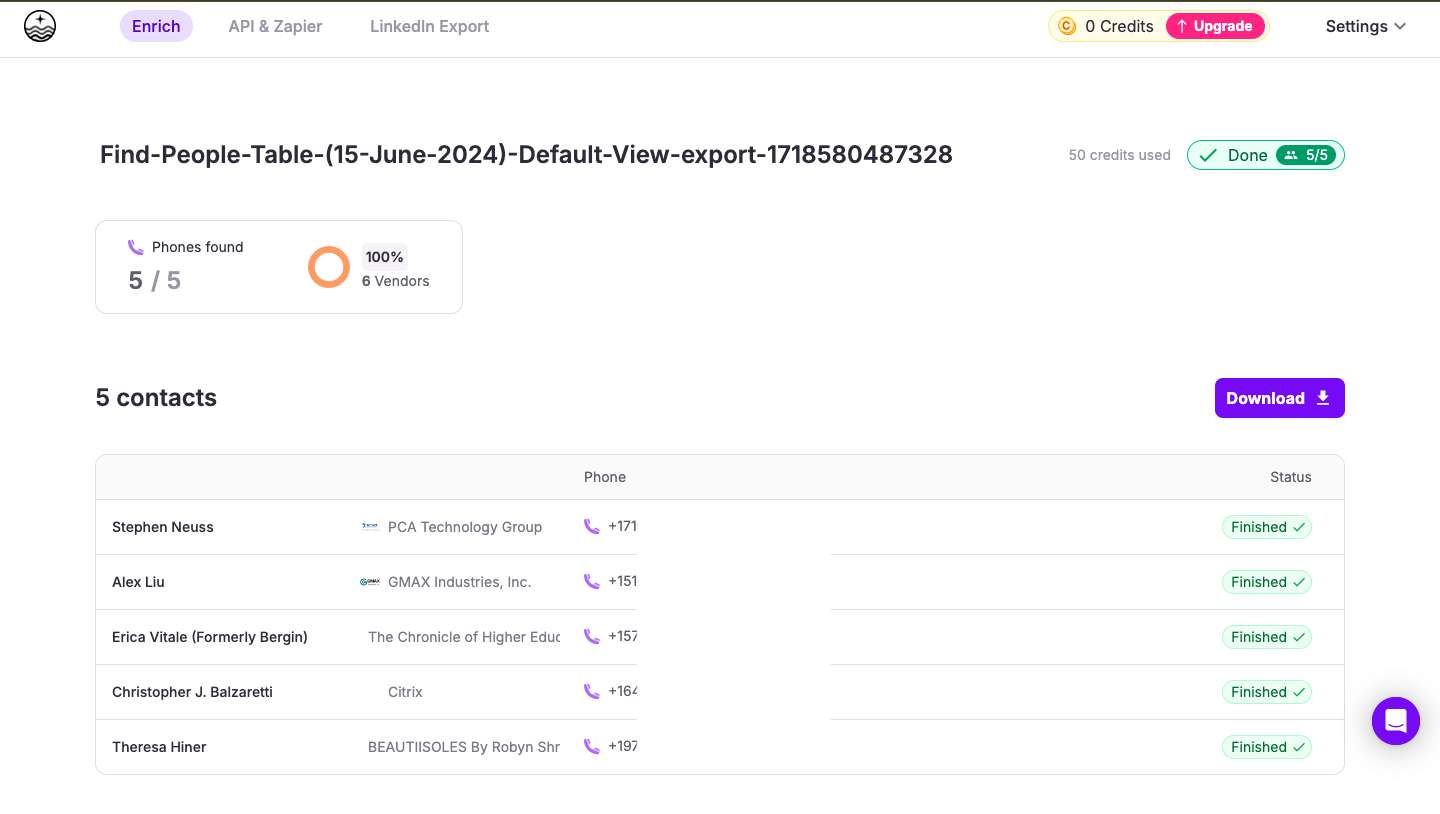 Enrich API & Zapier LinkedIn Export 0 Credits Upgrade Settings
Find-People-Table-(15-June-2024)-Default-View-export-1718580487328 50 credits used Done 5/5
Phones found
5 / 5
100%
6 Vendors
5 contacts Download
Phone Status
Stephen Neuss PCA Technology Group +171 Finished
Alex Liu GMAX GMAX Industries, Inc. +151 Finished
Erica Vitale (Formerly Bergin) The Chronicle of Higher Educ +157 Finished
Christopher J. Balzaretti Citrix +164 Finished
Theresa Hiner BEAUTIISOLES By Robyn Shr +197 Finished